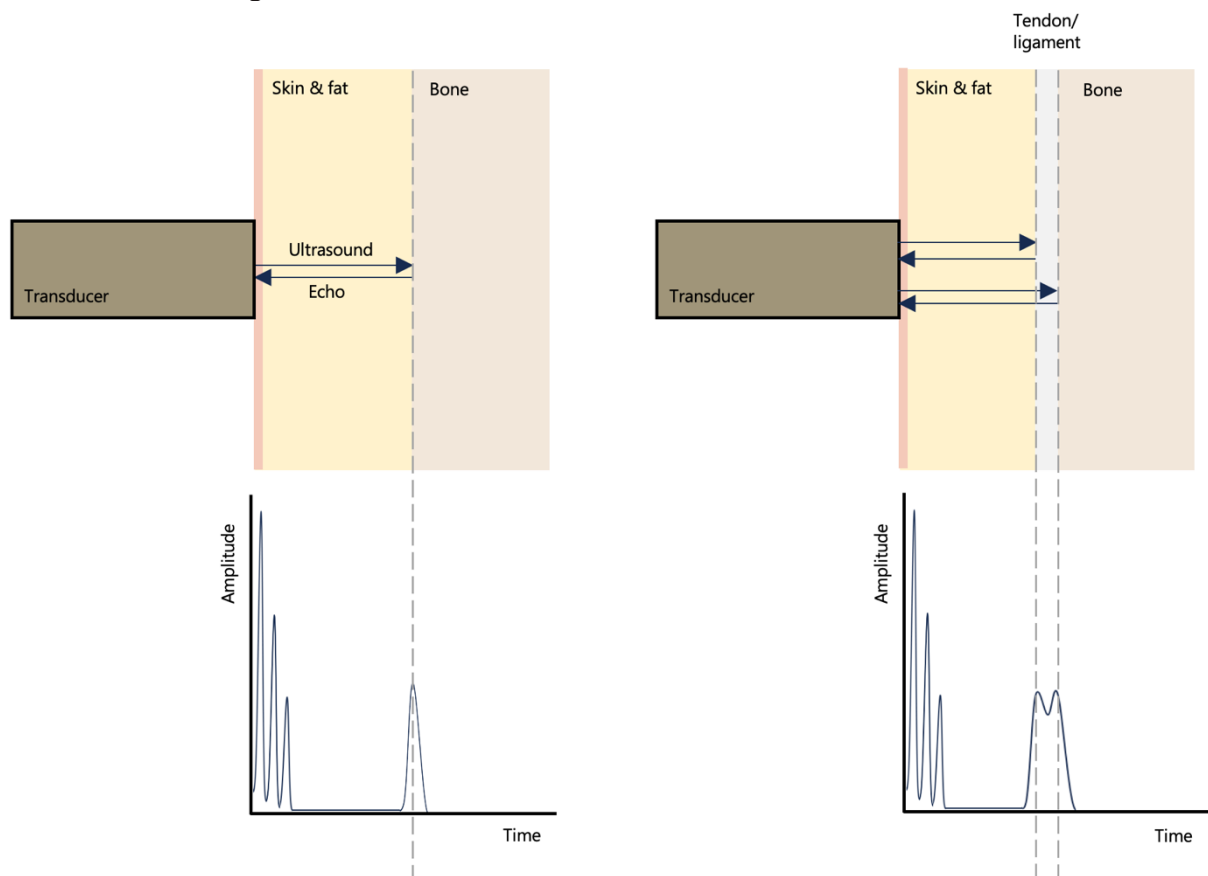 Tendon/
ligament
Skin & fat
Bone
Skin & fat
Bone
Ultrasound
Echo
Transducer
Transducer
Amplitude
Time
Amplitude
Time